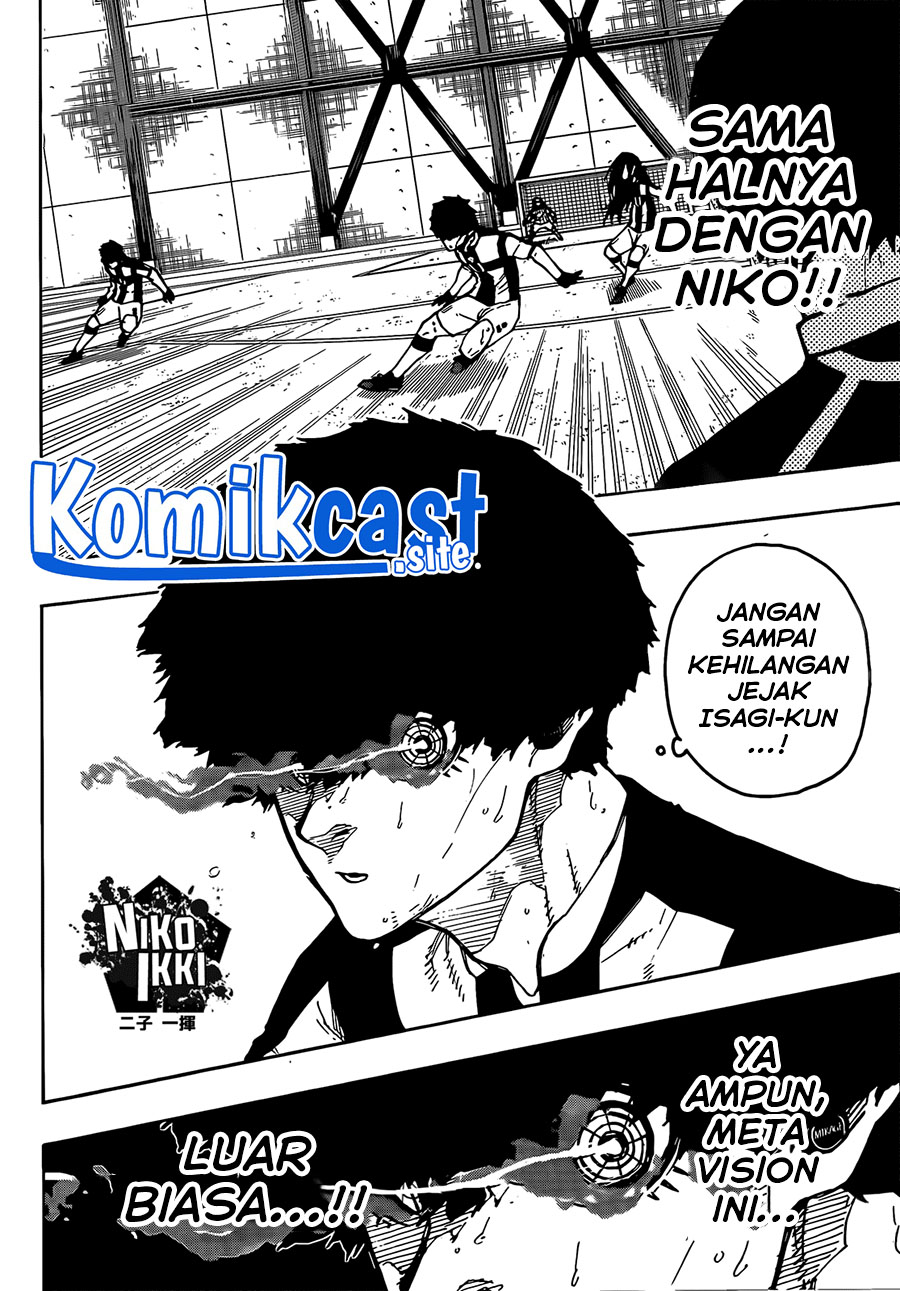 SAMA
HALNYA
DENGAN
NIKO!!
Komikcast
.site
JANGAN
SAMPAI
KEHILANGAN
JEJAK
ISAGI-KUN
...!
NIKO
IKKI
二子 一揮
YA
AMPUN,
META
VISION
INI...
MIKAGE
LUAR
BIASA...!!